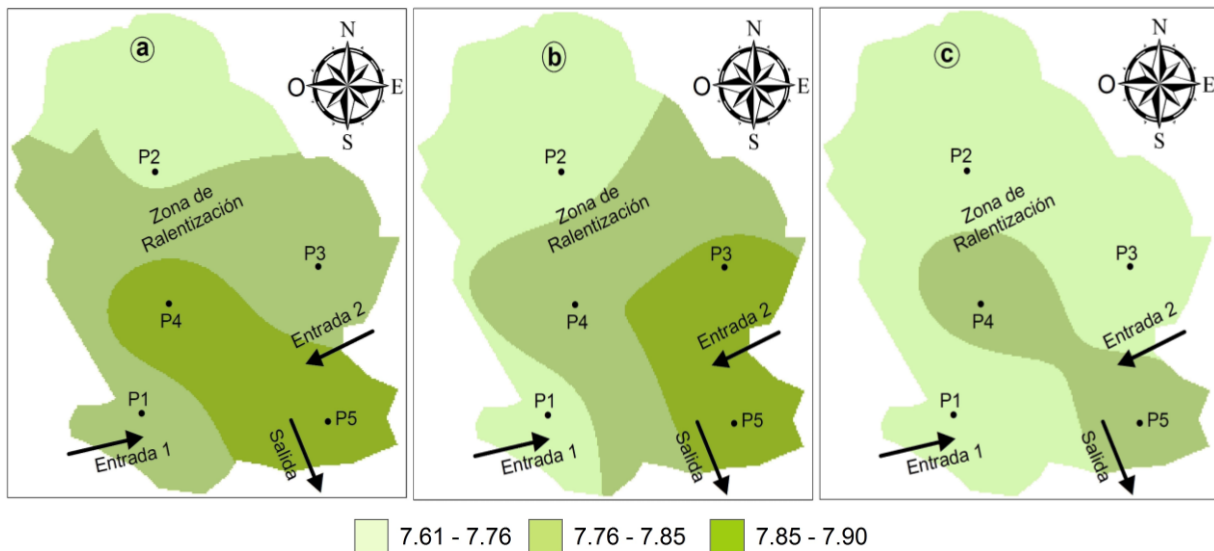 a
N
O
E
S
P2
Zona de
Ralentización
P3
P4
Entrada 2
P1
P5
Entrada 1
Salida
b
N
O
E
S
P2
Zona de
Ralentización
P3
P4
Entrada 2
P1
P5
Entrada 1
Salida
c
N
O
E
S
P2
Zona de
Ralentización
P3
P4
Entrada 2
P1
P5
Entrada 1
Salida
7.61 - 7.76
7.76 - 7.85
7.85 - 7.90